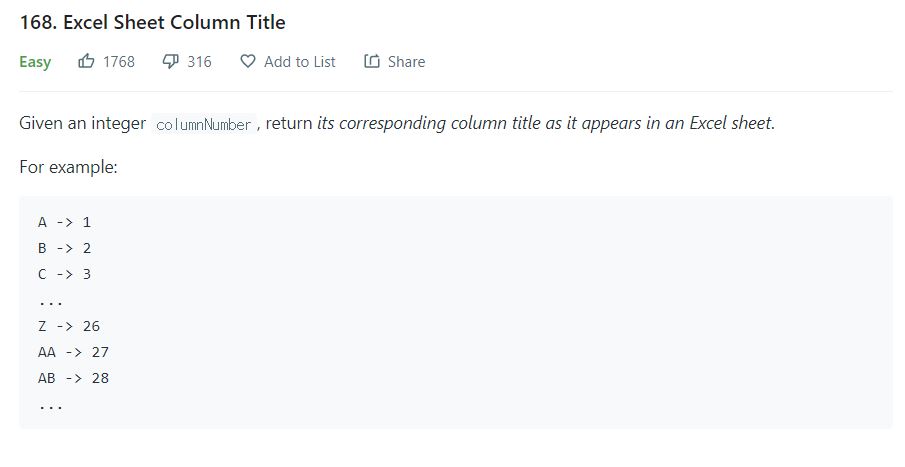 168. Excel Sheet Column Title
Easy 1768 316 Add to List Share
Given an integer columnNumber , return its corresponding column title as it appears in an Excel sheet.
For example:
A -> 1
B -> 2
C -> 3
...
Z -> 26
AA -> 27
AB -> 28
...